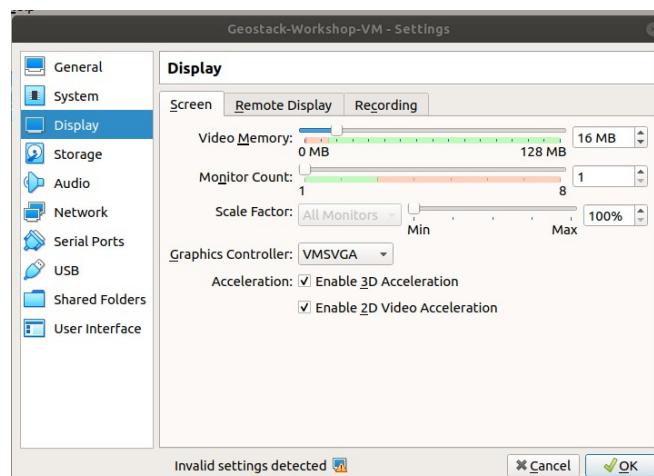 Geostack-Workshop-VM - Settings
General
System
Display
Storage
Audio
Network
Serial Ports
USB
Shared Folders
User Interface
Display
Screen Remote Display Recording
Video Memory: 16 MB
0 MB 128 MB
Monitor Count: 1
1 8
Scale Factor: All Monitors 100%
Min Max
Graphics Controller: VMSVGA
Acceleration: Enable 3D Acceleration
Enable 2D Video Acceleration
Invalid settings detected Cancel OK